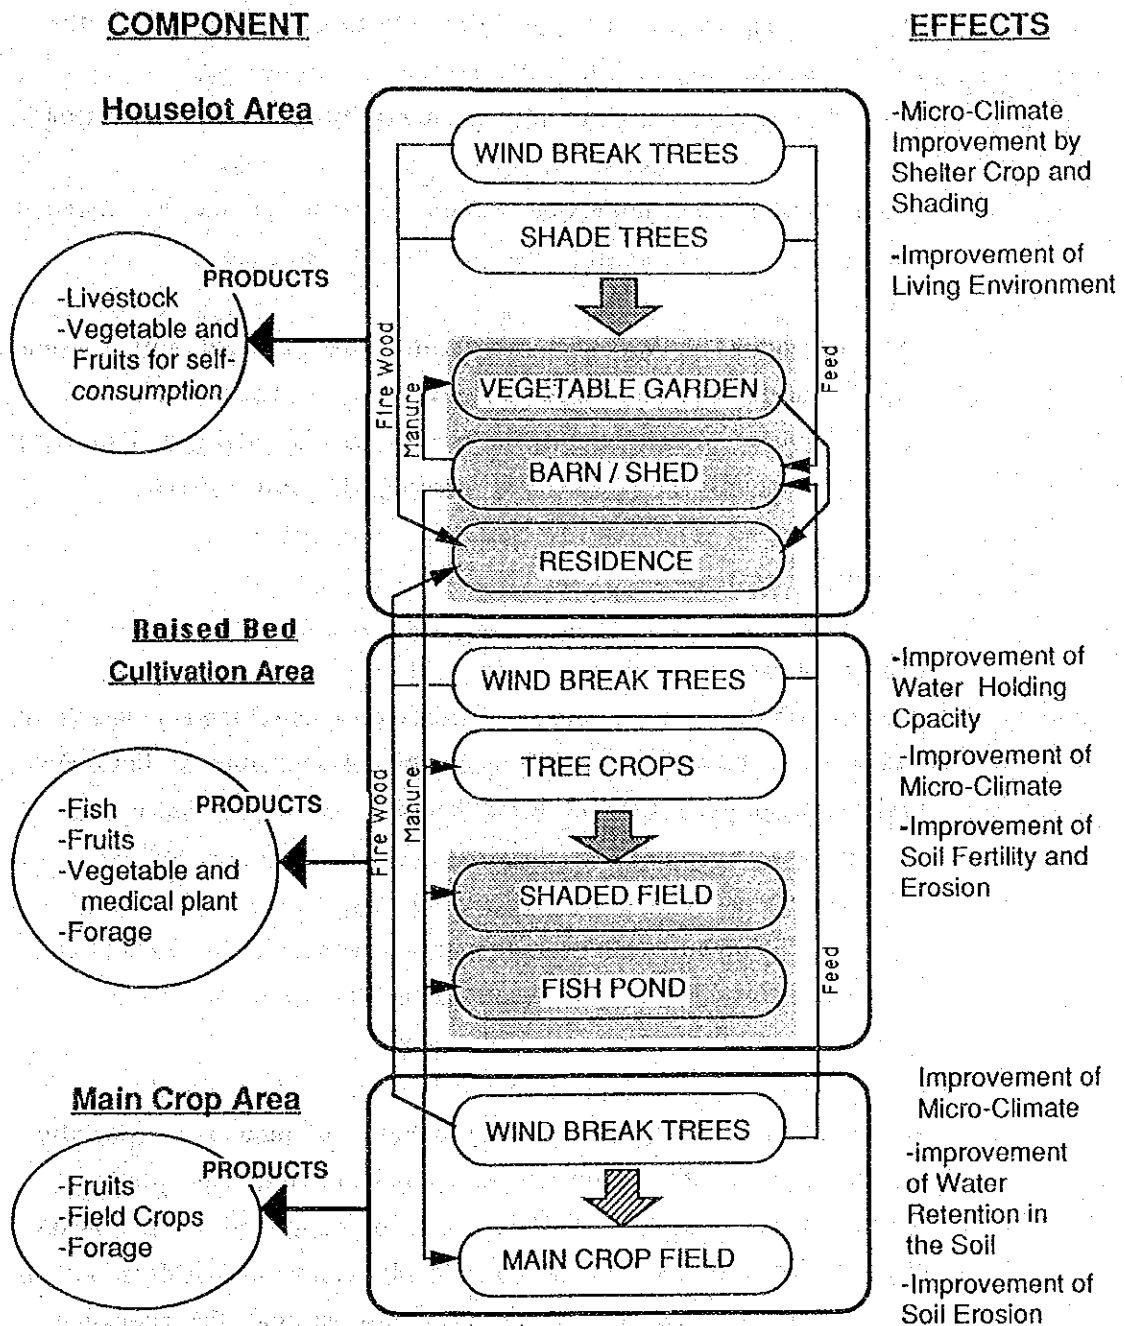 COMPONENT
EFFECTS
Houselot Area
WIND BREAK TREES
SHADE TREES
PRODUCTS
-Livestock
-Vegetable and
Fruits for self-
consumption
Fire Wood
Manure
VEGETABLE GARDEN
BARN / SHED
RESIDENCE
Feed
-Micro-Climate
Improvement by
Shelter Crop and
Shading
-Improvement of
Living Environment
Raised Bed
Cultivation Area
WIND BREAK TREES
TREE CROPS
PRODUCTS
-Fish
-Fruits
-Vegetable and
medical plant
-Forage
Fire Wood
Manure
SHADED FIELD
FISH POND
Feed
-Improvement of
Water Holding
Cpacity
-Improvement of
Micro-Climate
-Improvement of
Soil Fertility and
Erosion
Main Crop Area
PRODUCTS
-Fruits
-Field Crops
-Forage
WIND BREAK TREES
MAIN CROP FIELD
Improvement of
Micro-Climate
-improvement
of Water
Retention in
the Soil
-Improvement of
Soil Erosion